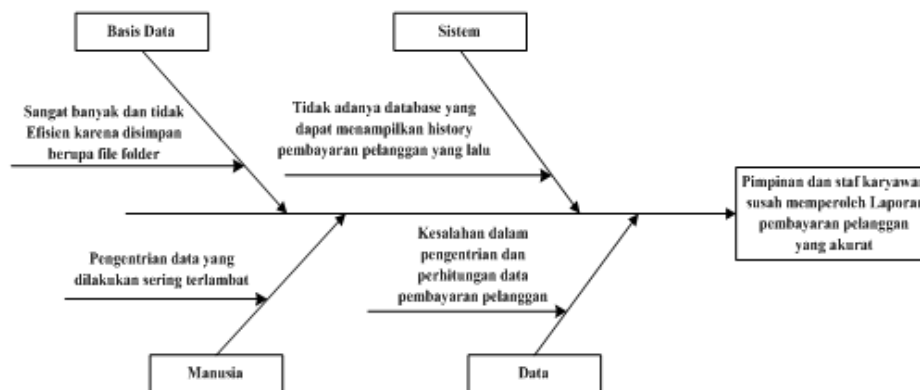 Basis Data
Sistem
Sangat banyak dan tidak
Efisien karena disimpan
berupa file folder
Tidak adanya database yang
dapat menampilkan history
pembayaran pelanggan yang lalu
Pimpinan dan staf karyawan
susah memperoleh Laporan
pembayaran pelanggan
yang akurat
Pengentrian data yang
dilakukan sering terlambat
Kesalahan dalam
pengentrian dan
perhitungan data
pembayaran pelanggan
Manusia
Data